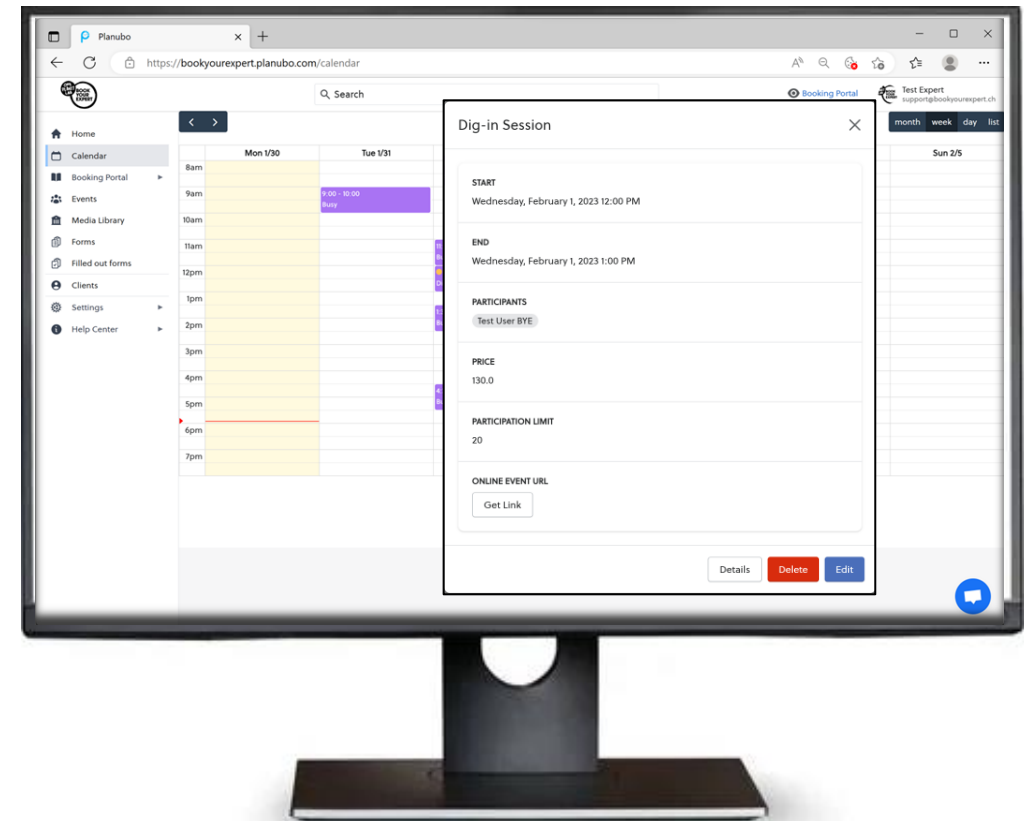 Planubo
https://bookyourexpert.planubo.com/calendar
BOOK
YOUR
EXPERT
Search
Booking Portal
Test Expert
support@bookyourexpert.ch
Home
Calendar
Booking Portal
Events
Media Library
Forms
Filled out forms
Clients
Settings
Help Center
month week day list
Mon 1/30 Tue 1/31 Sun 2/5
8am
9am
10am
11am
12pm
1pm
2pm
3pm
4pm
5pm
6pm
7pm
9:00 - 10:00
Busy
Dig-in Session
START
Wednesday, February 1, 2023 12:00 PM
END
Wednesday, February 1, 2023 1:00 PM
PARTICIPANTS
Test User BYE
PRICE
130.0
PARTICIPATION LIMIT
20
ONLINE EVENT URL
Get Link
Details Delete Edit